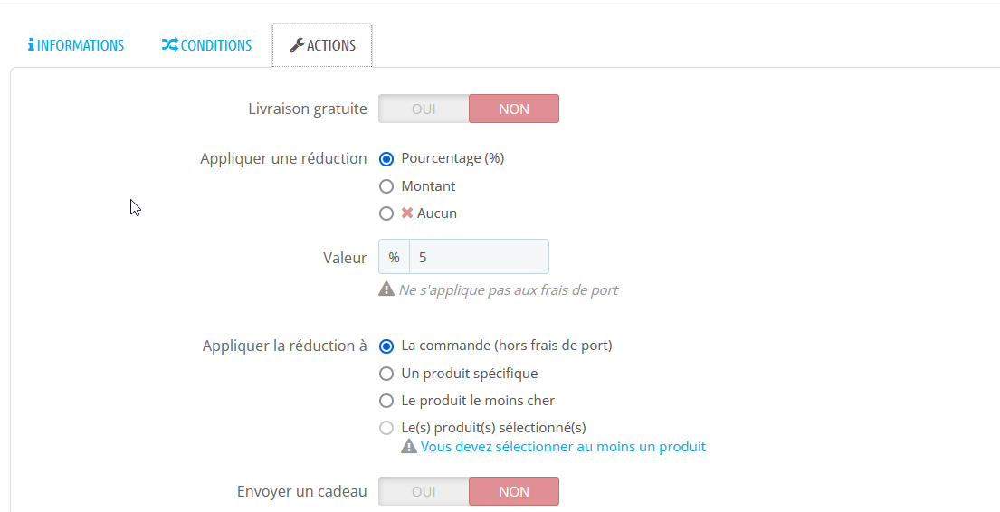 INFORMATIONS CONDITIONS ACTIONS
Livraison gratuite OUI NON
Appliquer une réduction Pourcentage (%)
Montant
Aucun
Valeur % 5
Ne s'applique pas aux frais de port
Appliquer la réduction à La commande (hors frais de port)
Un produit spécifique
Le produit le moins cher
Le(s) produit(s) sélectionné(s)
Vous devez sélectionner au moins un produit
Envoyer un cadeau OUI NON